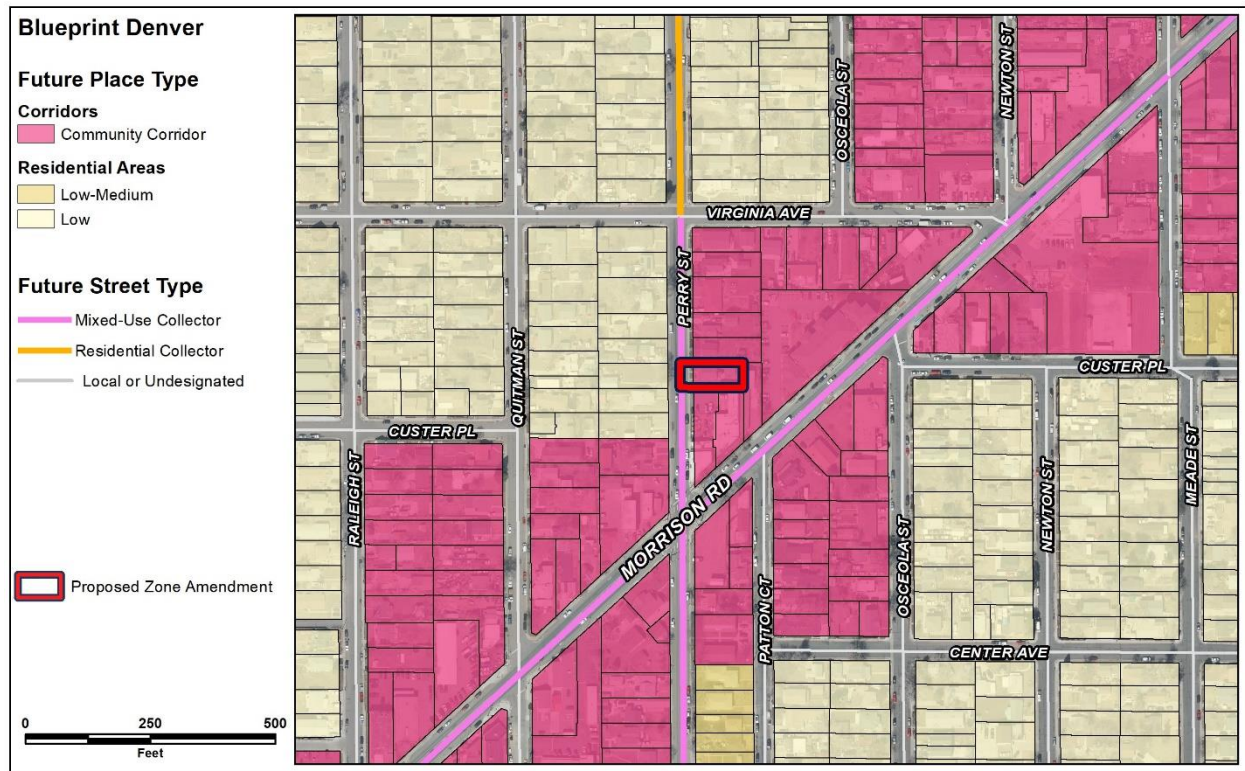 Blueprint Denver
Future Place Type
Corridors
Community Corridor
Residential Areas
Low-Medium
Low
Future Street Type
Mixed-Use Collector
Residential Collector
Local or Undesignated
Proposed Zone Amendment
0 250 500
Feet
OSCEOLA ST
NEWTON ST
VIRGINIA AVE
PERRY ST
QUITMAN ST
CUSTER PL
CUSTER PL
RALEIGH ST
MORRISON RD
MEADE ST
NEWTON ST
OSCEOLA ST
PATTON CT
CENTER AVE